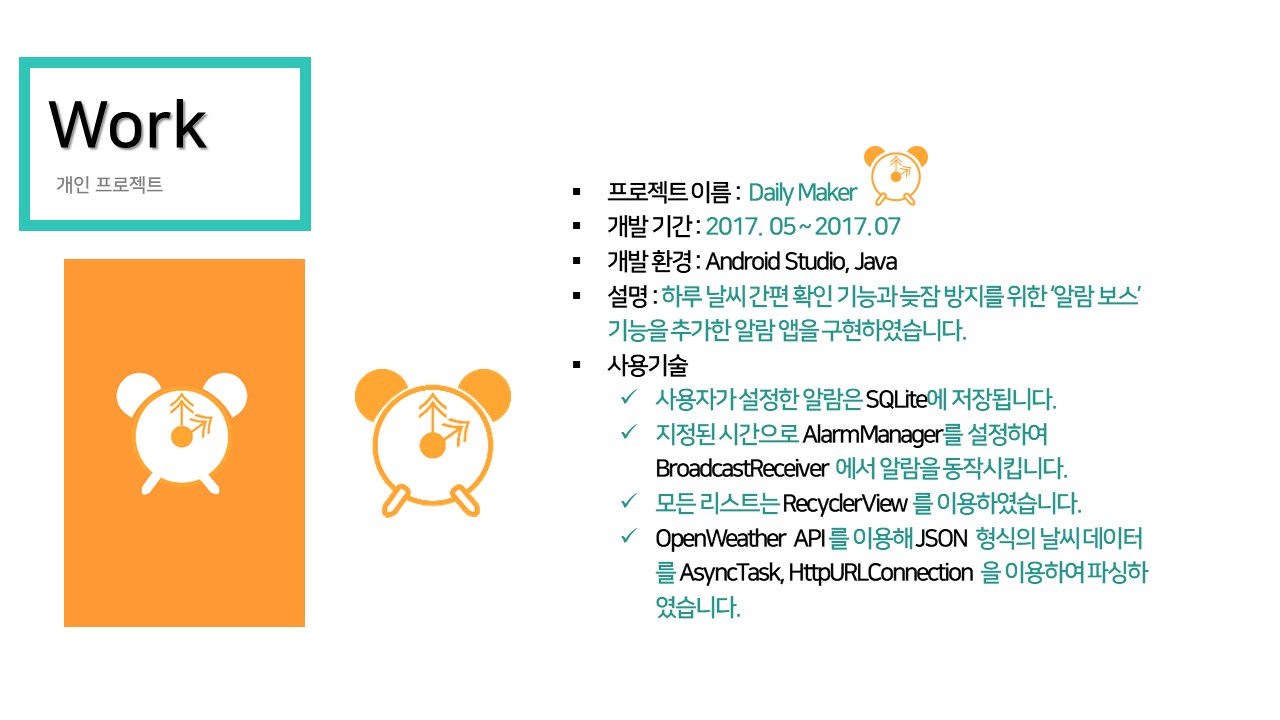 Work
개인 프로젝트
▪ 프로젝트 이름 : Daily Maker
▪ 개발 기간 : 2017. 05 ~ 2017. 07
▪ 개발 환경 : Android Studio, Java
▪ 설명 : 하루 날씨 간편 확인 기능과 늦잠 방지를 위한 ‘알람 보스’
기능을 추가한 알람 앱을 구현하였습니다.
▪ 사용기술
✓ 사용자가 설정한 알람은 SQLite에 저장됩니다.
✓ 지정된 시간으로 AlarmManager를 설정하여
BroadcastReceiver 에서 알람을 동작시킵니다.
✓ 모든 리스트는 RecyclerView 를 이용하였습니다.
✓ OpenWeather API 를 이용해 JSON 형식의 날씨 데이터
를 AsyncTask, HttpURLConnection 을 이용하여 파싱하
였습니다.